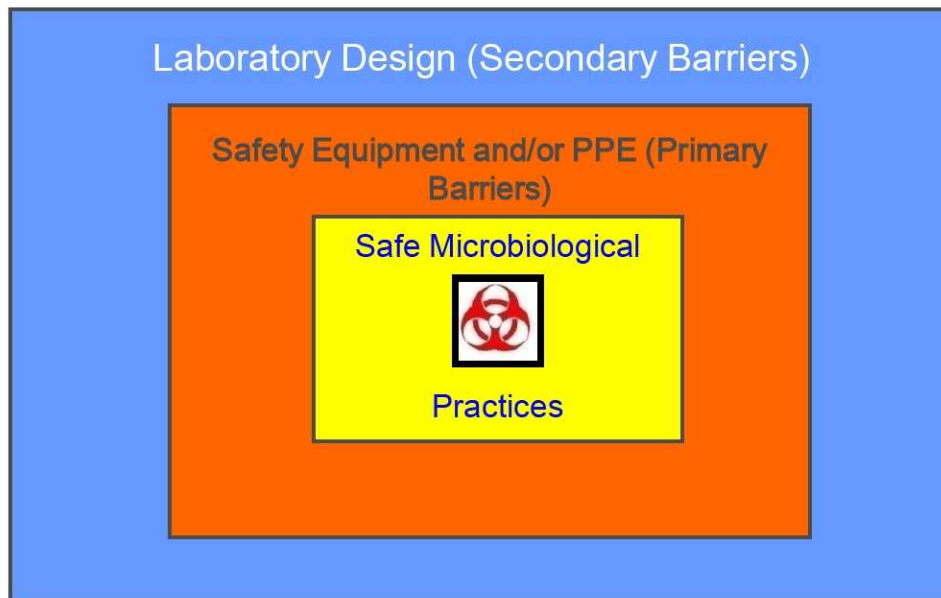 Laboratory Design (Secondary Barriers)
Safety Equipment and/or PPE (Primary
Barriers)
Safe Microbiological
Practices